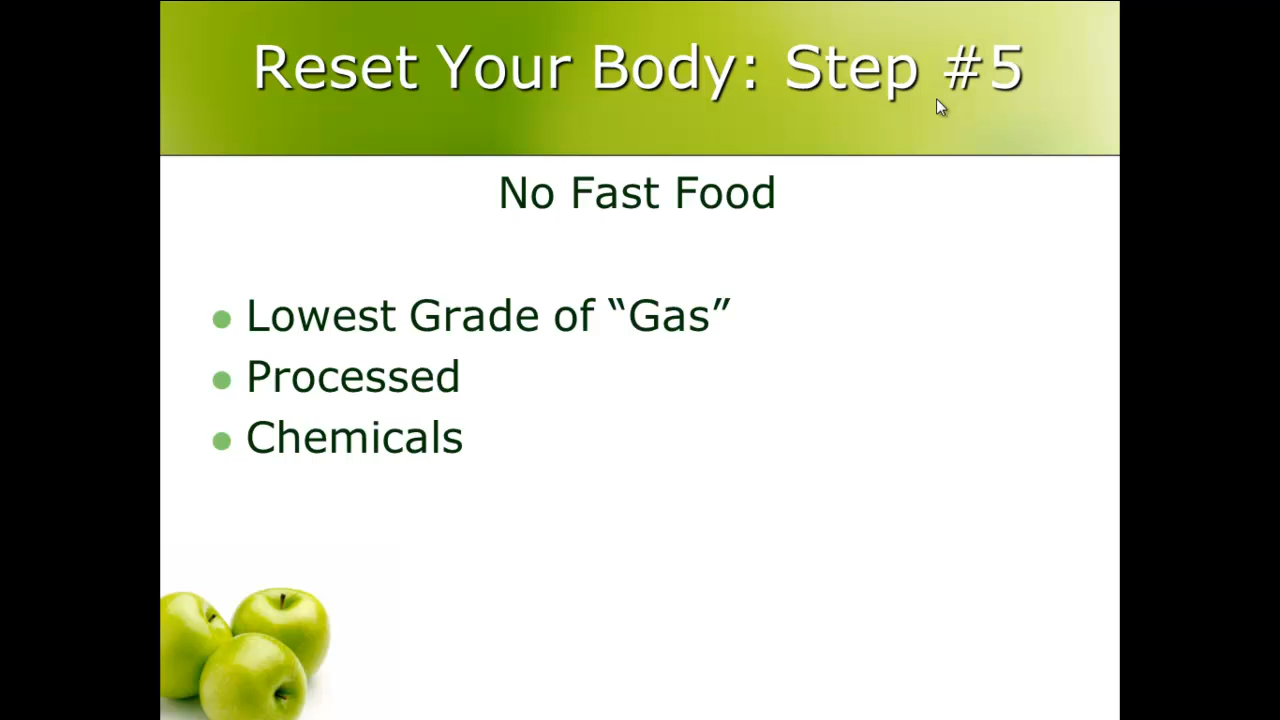 Reset Your Body: Step #5
No Fast Food
Lowest Grade of “Gas”
Processed
Chemicals